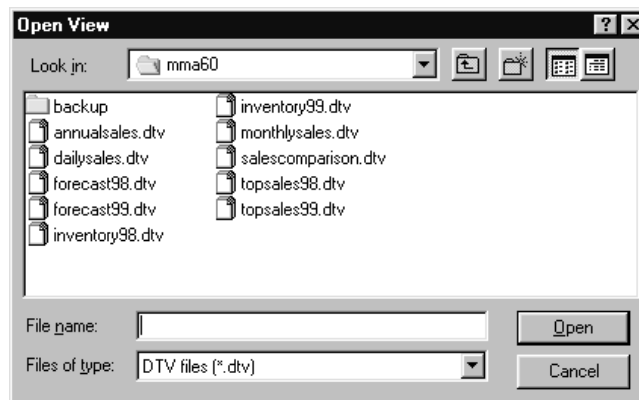 Open View
Look in: mma60
backup
annualsales.dtv
dailysales.dtv
forecast98.dtv
forecast99.dtv
inventory98.dtv
inventory99.dtv
monthlysales.dtv
salescomparison.dtv
topsales98.dtv
topsales99.dtv
File name:
Open
Files of type: DTV files (*.dtv)
Cancel